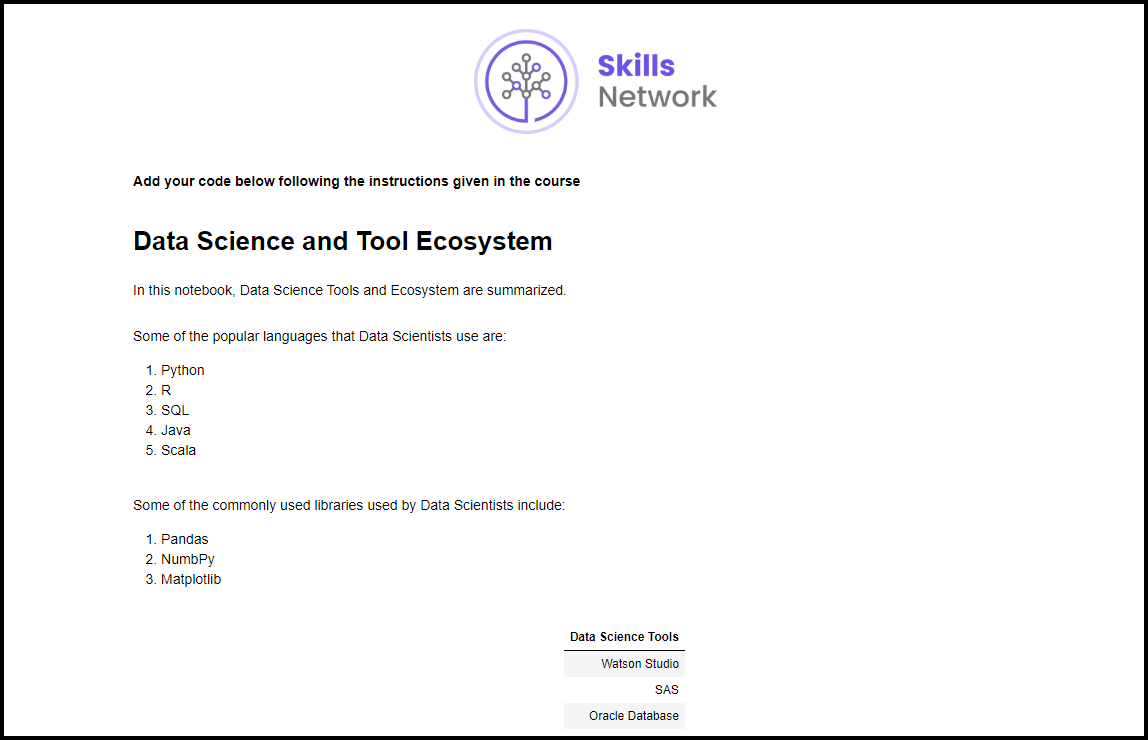 Skills
Network
Add your code below following the instructions given in the course
Data Science and Tool Ecosystem
In this notebook, Data Science Tools and Ecosystem are summarized.
Some of the popular languages that Data Scientists use are:
1. Python
2. R
3. SQL
4. Java
5. Scala
Some of the commonly used libraries used by Data Scientists include:
1. Pandas
2. NumbPy
3. Matplotlib
Data Science Tools
Watson Studio
SAS
Oracle Database